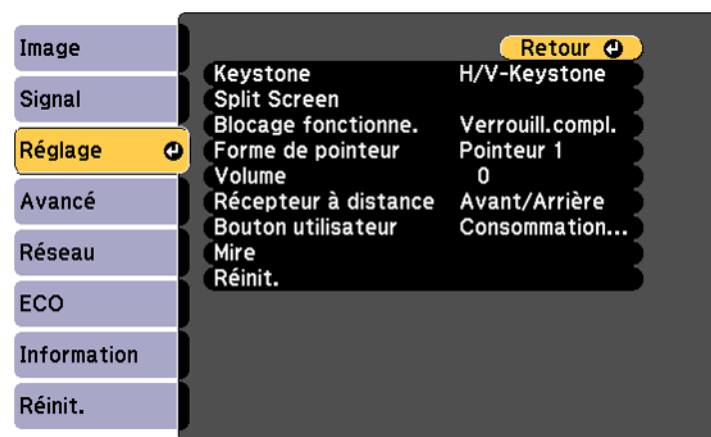 Image
Signal
Réglage
Avancé
Réseau
ECO
Information
Réinit.
Retour
Keystone H/V-Keystone
Split Screen
Blocage fonctionne. Verrouill.compl.
Forme de pointeur Pointeur 1
Volume 0
Récepteur à distance Avant/Arrière
Bouton utilisateur Consommation...
Mire
Réinit.